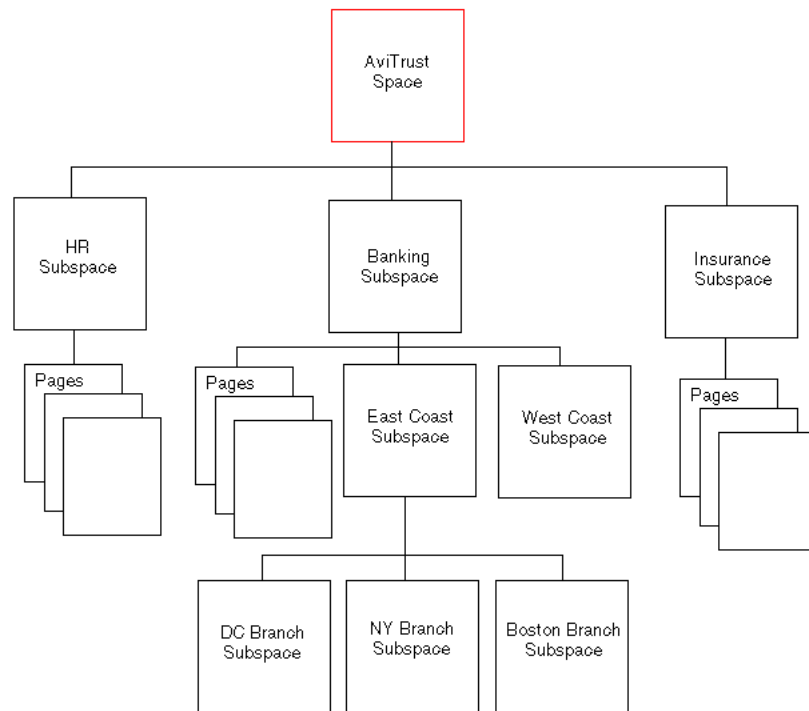 AviTrust
Space
HR
Subspace
Banking
Subspace
Insurance
Subspace
Pages
Pages
East Coast
Subspace
West Coast
Subspace
Pages
DC Branch
Subspace
NY Branch
Subspace
Boston Branch
Subspace